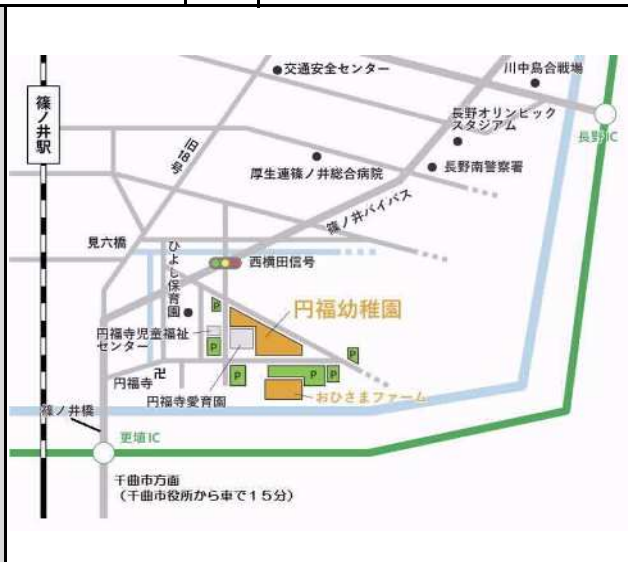 交通安全センター
川中島合戦場
篠ノ井駅
長野オリンピック
スタジアム
長野IC
旧18号
厚生連篠ノ井総合病院
長野南警察署
篠ノ井バイパス
見六橋
ひよし保育園
西横田信号
P
円福幼稚園
円福寺児童福祉
センター
P
P
円福寺
卍
円福寺愛育園
P
P
P
おひさまファーム
篠ノ井橋
更埴IC
千曲市方面
（千曲市役所から車で15分）